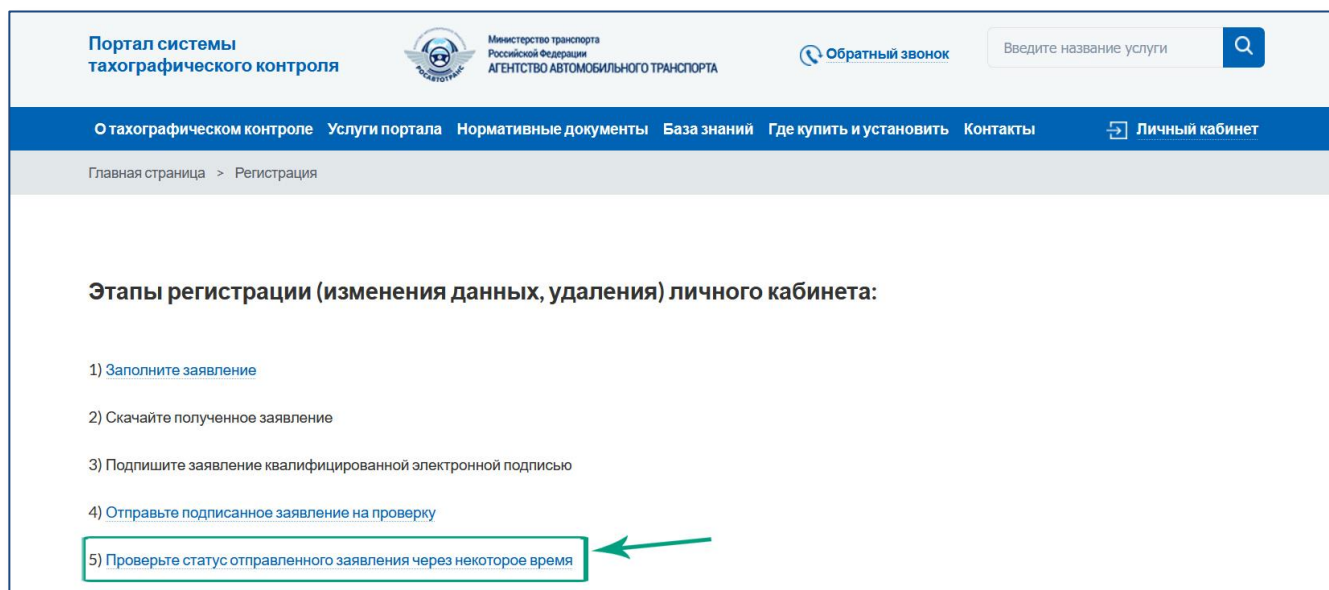 Портал системы
тахографического контроля
РОСАВТОТРАНС
Министерство транспорта
Российской Федерации
АГЕНТСТВО АВТОМОБИЛЬНОГО ТРАНСПОРТА
Обратный звонок
Введите название услуги
О тахографическом контроле Услуги портала Нормативные документы База знаний Где купить и установить Контакты Личный кабинет
Главная страница > Регистрация
Этапы регистрации (изменения данных, удаления) личного кабинета:
1) Заполните заявление
2) Скачайте полученное заявление
3) Подпишите заявление квалифицированной электронной подписью
4) Отправьте подписанное заявление на проверку
5) Проверьте статус отправленного заявления через некоторое время